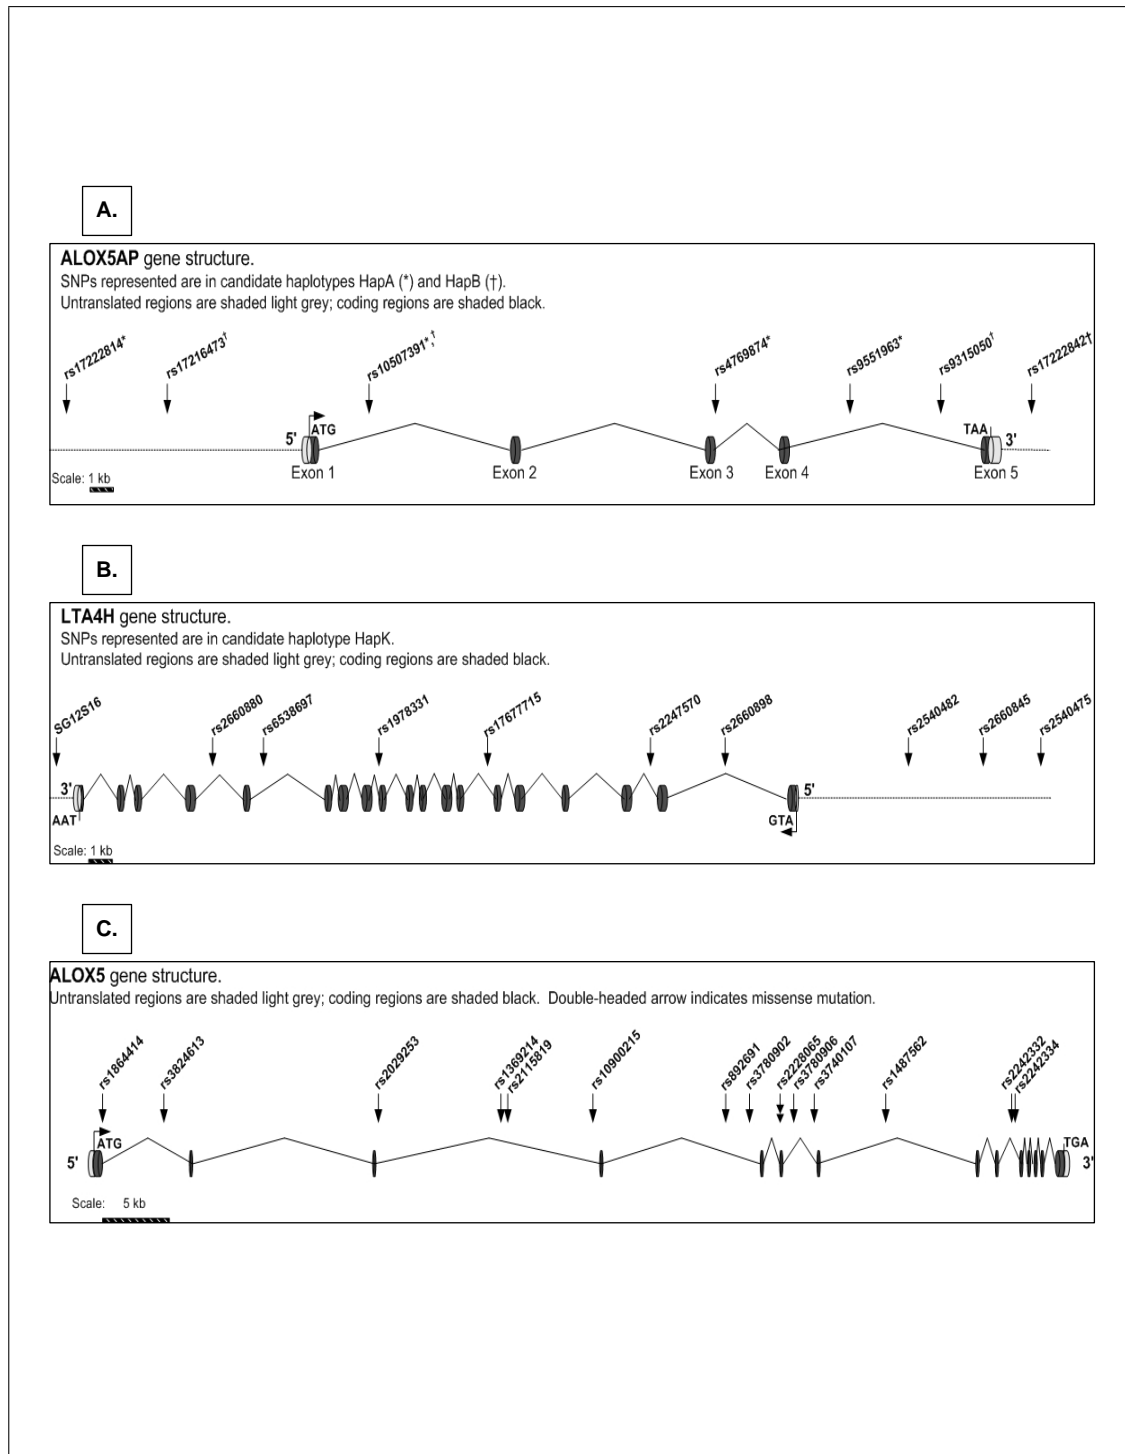 A.
ALOX5AP gene structure.
SNPs represented are in candidate haplotypes HapA (*) and HapB (†).
Untranslated regions are shaded light grey; coding regions are shaded black.
rs17222814* rs17216473† rs10507391*,† rs4769874* rs9551963* rs9315050† rs17222842†
5' ATG TAA 3'
Exon 1 Exon 2 Exon 3 Exon 4 Exon 5
Scale: 1 kb
B.
LTA4H gene structure.
SNPs represented are in candidate haplotype HapK.
Untranslated regions are shaded light grey; coding regions are shaded black.
SG12S16 rs2660880 rs6538697 rs1978331 rs17677715 rs2247570 rs2660898 rs2540482 rs2660845 rs2540475
3' 5'
AAT GTA
Scale: 1 kb
C.
ALOX5 gene structure.
Untranslated regions are shaded light grey; coding regions are shaded black. Double-headed arrow indicates missense mutation.
rs1864414 rs3824613 rs2029253 rs1369214 rs2115819 rs10900215 rs892691 rs3780902 rs2228065 rs3780906 rs3740107 rs1487562 rs2242332 rs2242334
ATG TGA
5' 3'
Scale: 5 kb